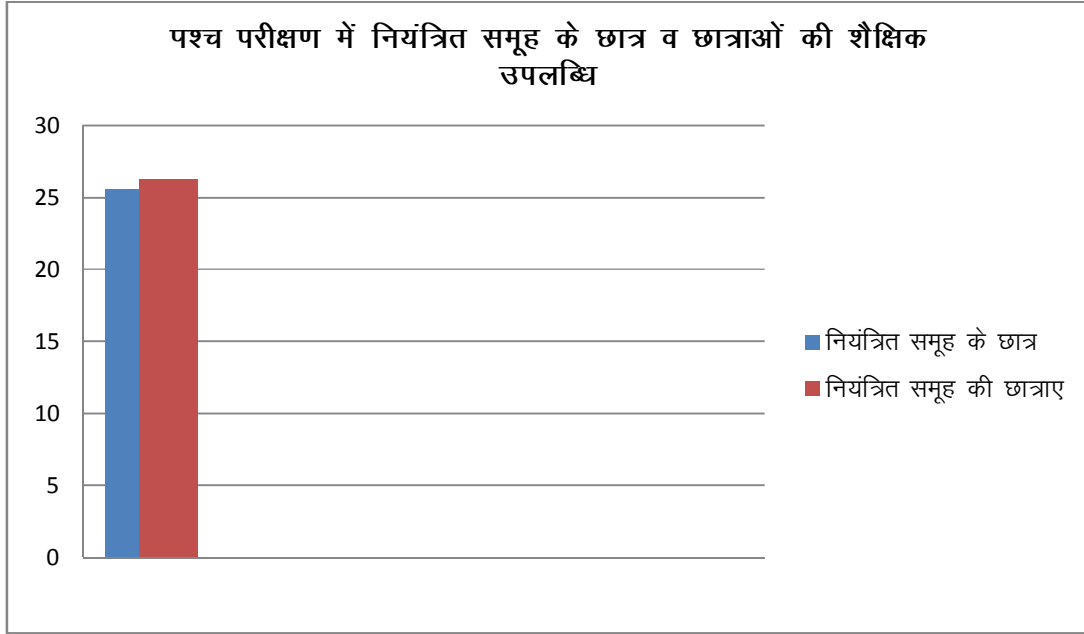 पश्च परीक्षण में नियंत्रित समूह के छात्र व छात्राओं की शैक्षिक
उपलब्धि
30
25
20
15
10
5
0
नियंत्रित समूह के छात्र
नियंत्रित समूह की छात्राए